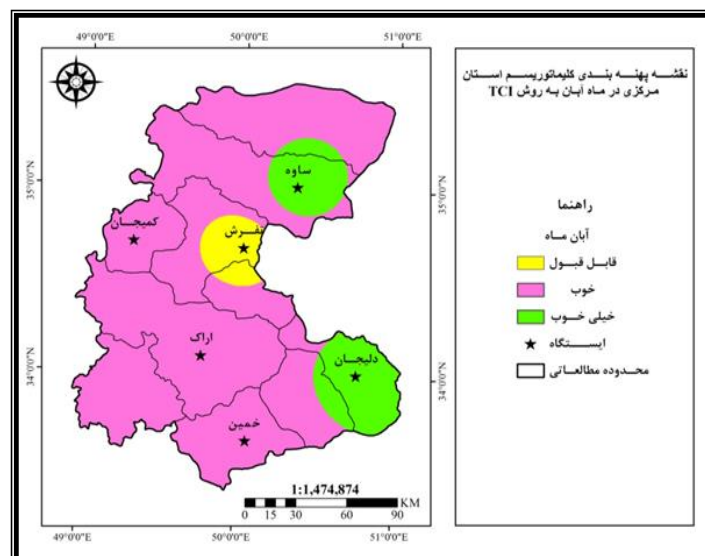 49°0'0"E 50°0'0"E 51°0'0"E
نقشه پهنه بندی کلیماتوریسم استان
مرکزی در ماه آبان به روش TCI
35°0'0"N
35°0'0"N
ساوه
کمیجان
تفرش
اراک
دلیجان
خمین
34°0'0"N
34°0'0"N
راهنما
آبان ماه
قابل قبول
خوب
خیلی خوب
ایستگاه
محدوده مطالعاتی
1:1,474,874
KM
0 15 30 60 90
49°0'0"E 50°0'0"E 51°0'0"E